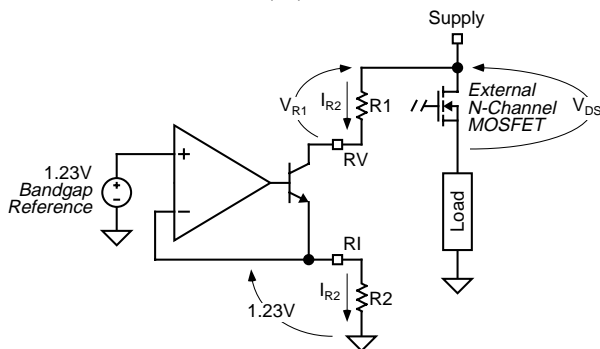 Supply
V_R1
I_R2
R1
External
N-Channel
MOSFET
V_DS
RV
1.23V
Bandgap
Reference
+
−
+
−
Load
RI
1.23V
I_R2
R2